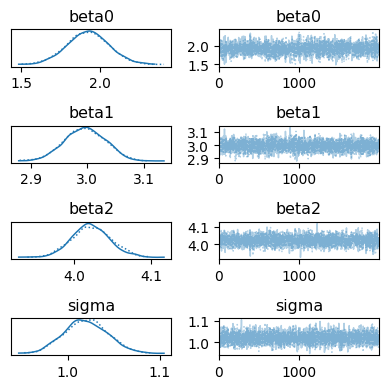 beta0 beta0
2.0
1.5
1.5 2.0 0 1000
beta1 beta1
3.1
3.0
2.9
2.9 3.0 3.1 0 1000
beta2 beta2
4.1
4.0
4.0 4.1 0 1000
sigma sigma
1.1
1.0
1.0 1.1 0 1000